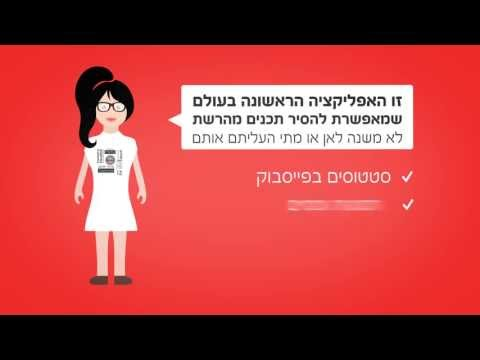 זו האפליקציה הראשונה בעולם
שמאפשרת להסיר תכנים מהרשת
לא משנה לאן או מתי העליתם אותם
סטטוסים בפייסבוק